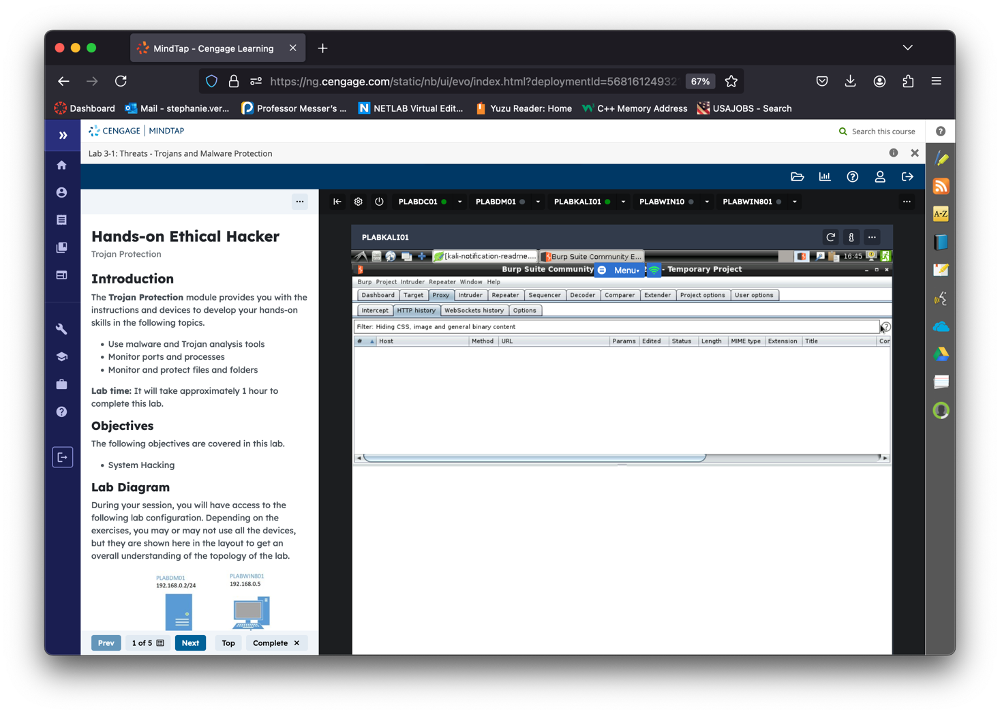 MindTap - Cengage Learning
https://ng.cengage.com/static/nb/ui/evo/index.html?deploymentId=56816124932
67%
Dashboard
Mail - stephanie.ver...
Professor Messer's ...
NETLAB Virtual Edit...
Yuzu Reader: Home
C++ Memory Address
USAJOBS - Search
CENGAGE | MINDTAP
Search this course
Lab 3-1: Threats - Trojans and Malware Protection
PLABDC01
PLABDM01
PLABKALI01
PLABWIN10
PLABWIN801
Hands-on Ethical Hacker
Trojan Protection
Introduction
The Trojan Protection module provides you with the
instructions and devices to develop your hands-on
skills in the following topics.
• Use malware and Trojan analysis tools
• Monitor ports and processes
• Monitor and protect files and folders
Lab time: It will take approximately 1 hour to
complete this lab.
Objectives
The following objectives are covered in this lab.
• System Hacking
Lab Diagram
During your session, you will have access to the
following lab configuration. Depending on the
exercises, you may or may not use all the devices,
but they are shown here in the layout to get an
overall understanding of the topology of the lab.
PLABDM01
192.168.0.2/24
PLABWIN801
192.168.0.5
Prev
1 of 5
Next
Top
Complete
PLABKALI01
[kali-notification-readme....
Burp Suite Community E...
16:45
Burp Suite Community
Menu
- Temporary Project
Burp Project Intruder Repeater Window Help
Dashboard
Target
Proxy
Intruder
Repeater
Sequencer
Decoder
Comparer
Extender
Project options
User options
Intercept
HTTP history
WebSockets history
Options
Filter: Hiding CSS, image and general binary content
#
Host
Method
URL
Params
Edited
Status
Length
MIME type
Extension
Title
A-Z